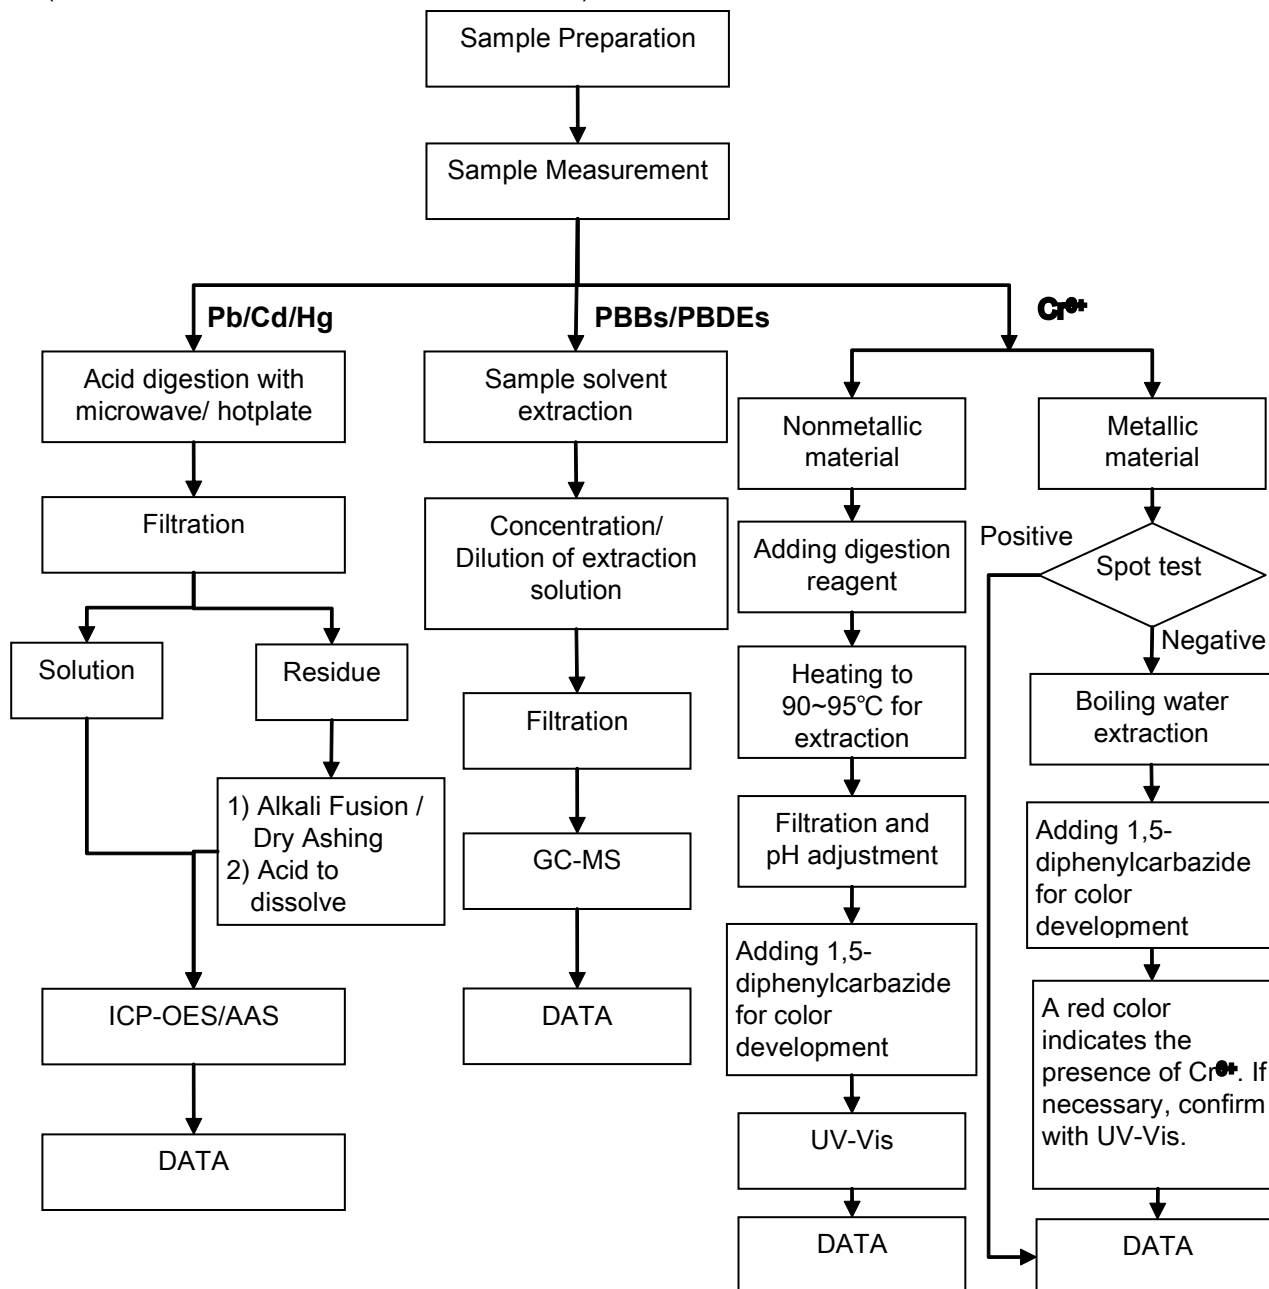 Sample Preparation
Sample Measurement
Pb/Cd/Hg
PBBs/PBDEs
Cr6+
Acid digestion with
microwave/ hotplate
Filtration
Solution
Residue
1) Alkali Fusion /
Dry Ashing
2) Acid to
dissolve
ICP-OES/AAS
DATA
Sample solvent
extraction
Concentration/
Dilution of extraction
solution
Filtration
GC-MS
DATA
Nonmetallic
material
Adding digestion
reagent
Heating to
90~95℃ for
extraction
Filtration and
pH adjustment
Adding 1,5-
diphenylcarbazide
for color
development
UV-Vis
DATA
Metallic
material
Positive
Spot test
Negative
Boiling water
extraction
Adding 1,5-
diphenylcarbazide
for color
development
A red color
indicates the
presence of Cr6+. If
necessary, confirm
with UV-Vis.
DATA